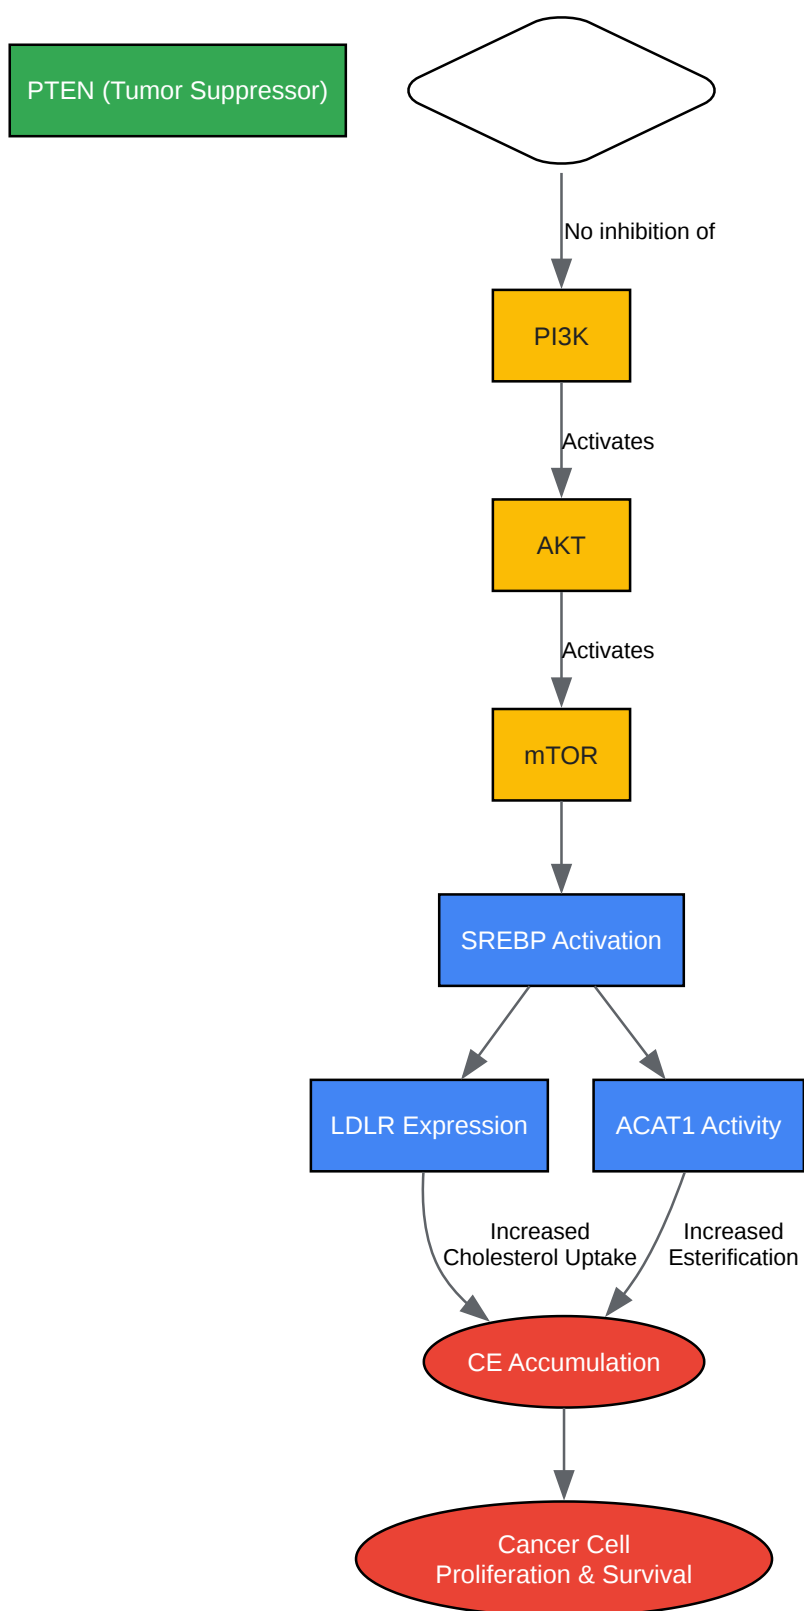 PTEN (Tumor Suppressor)
No inhibition of
PI3K
Activates
AKT
Activates
mTOR
SREBP Activation
LDLR Expression
ACAT1 Activity
Increased
Cholesterol Uptake
Increased
Esterification
CE Accumulation
Cancer Cell
Proliferation & Survival